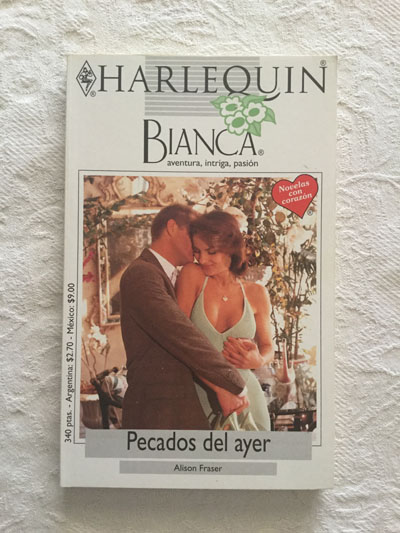 HARLEQUIN®
BIANCA®
aventura, intriga, pasión
Novelas
con
corazón
®
340 ptas. - Argentina: $2.70 - México: $9.00
Pecados del ayer
Alison Fraser